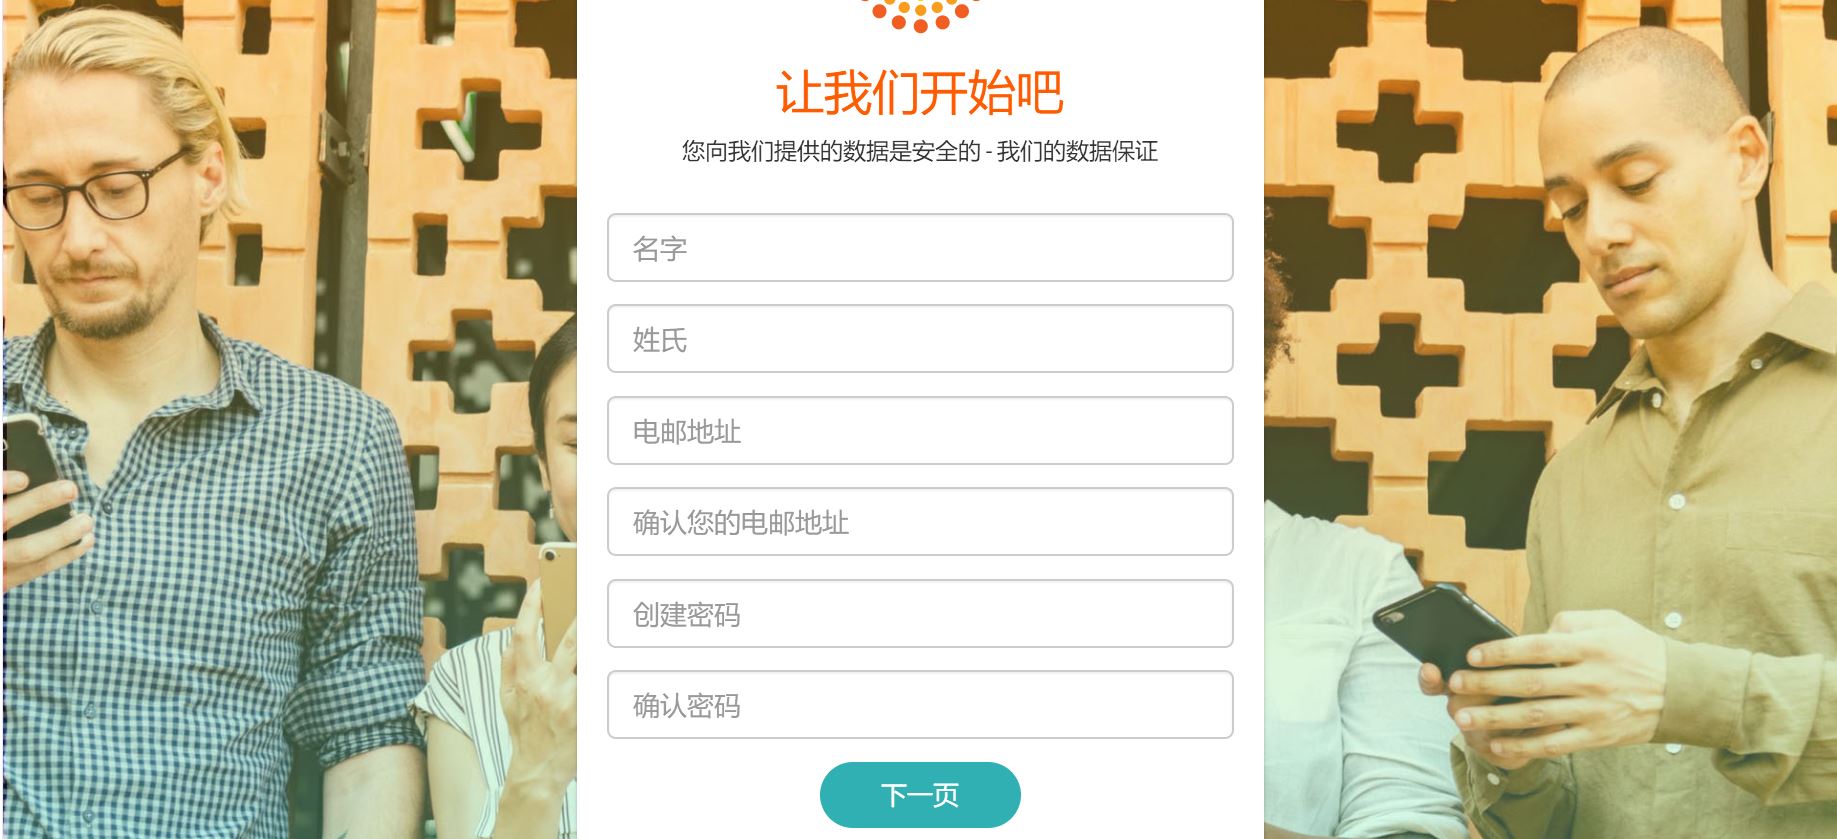 让我们开始吧
您向我们提供的数据是安全的 - 我们的数据保证
名字
姓氏
电邮地址
确认您的电邮地址
创建密码
确认密码
下一页